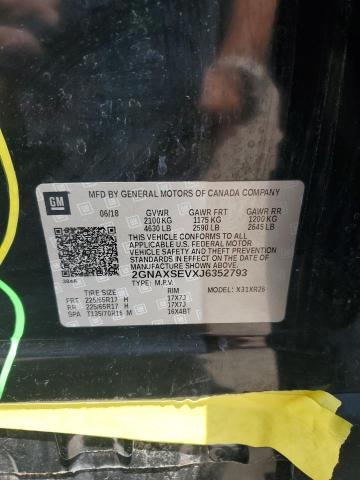 GM
MFD BY GENERAL MOTORS OF CANADA COMPANY
06/18 GVWR GAWR FRT GAWR RR
2100 KG 1175 KG 1200 KG
4630 LB 2590 LB 2645 LB
THIS VEHICLE CONFORMS TO ALL
APPLICABLE U.S. FEDERAL MOTOR
VEHICLE SAFETY, BUMPER, AND THEFT
PREVENTION STANDARDS IN EFFECT ON
THE DATE OF MANUFACTURE SHOWN ABOVE.
2GNAXSEVXJ6352793
TYPE: M.P.V.
MODEL: X31XR26
TIRE SIZE RIM
FRT 225/65R17 H 17X7J
RR 225/65R17 H 17X7J
SPA T135/70R16 M 16X4BT